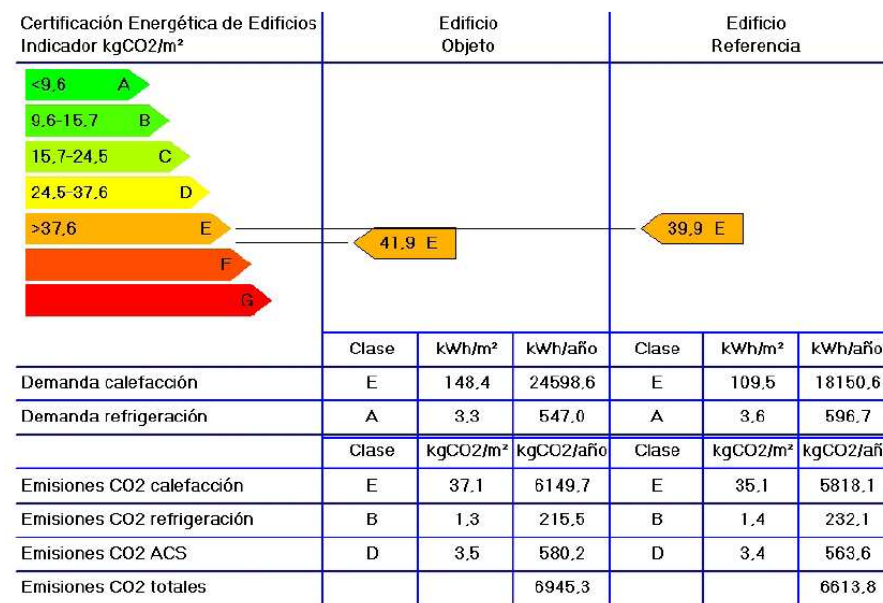 Certificación Energética de Edificios
Indicador kgCO2/m²
Edificio
Objeto
Edificio
Referencia
<9,6 A
9,6-15,7 B
15,7-24,5 C
24,5-37,6 D
>37,6 E
F
G
41,9 E
39,9 E
Clase kWh/m² kWh/año Clase kWh/m² kWh/año
Demanda calefacción E 148,4 24598,6 E 109,5 18150,6
Demanda refrigeración A 3,3 547,0 A 3,6 596,7
Clase kgCO2/m² kgCO2/año Clase kgCO2/m² kgCO2/añ
Emisiones CO2 calefacción E 37,1 6149,7 E 35,1 5818,1
Emisiones CO2 refrigeración B 1,3 215,5 B 1,4 232,1
Emisiones CO2 ACS D 3,5 580,2 D 3,4 563,6
Emisiones CO2 totales 6945,3 6613,8